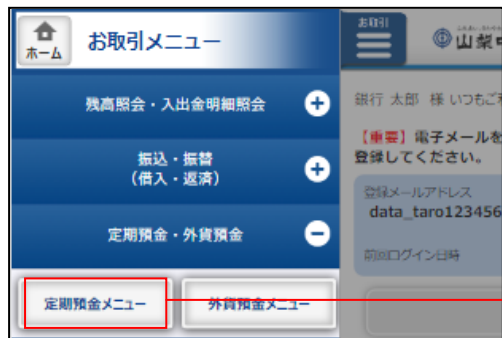 ホーム
お取引メニュー
残高照会・入出金明細照会
振込・振替
(借入・返済)
定期預金・外貨預金
定期預金メニュー
外貨預金メニュー
お取引
山梨中
銀行 太郎 様 いつもご
【重要】電子メールを
登録してください。
登録メールアドレス
data_taro123456
前回ログイン日時